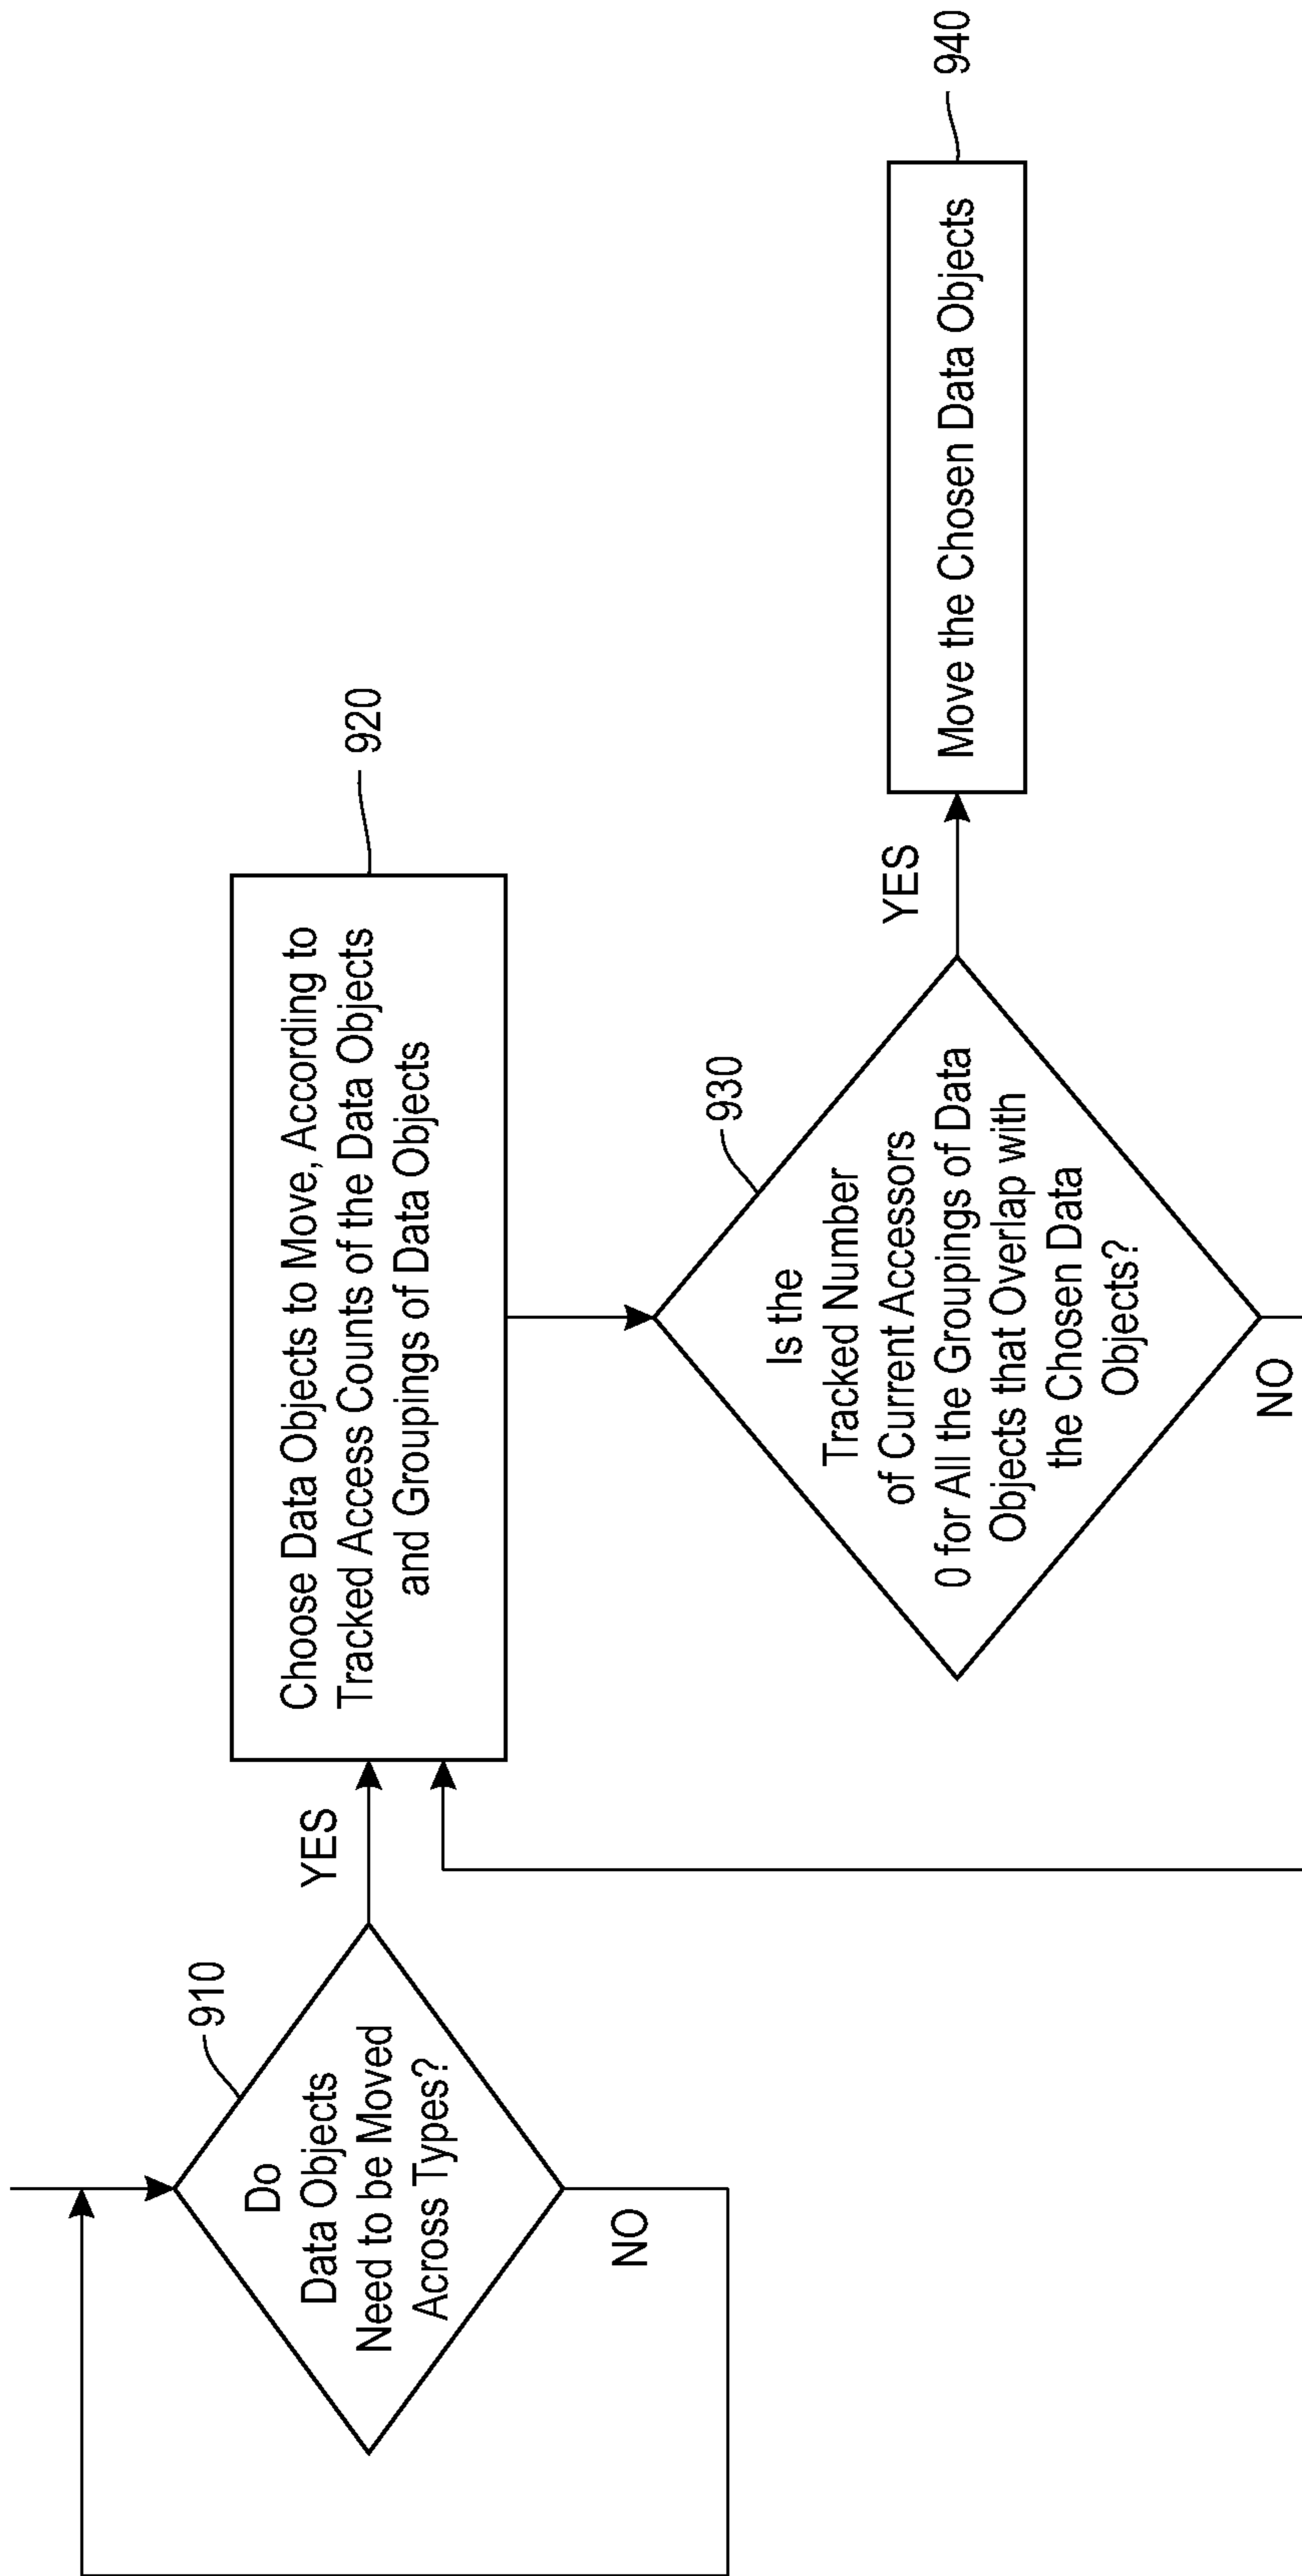 910
Do
Data Objects
Need to be Moved
Across Types?
YES
NO
920
Choose Data Objects to Move, According to
Tracked Access Counts of the Data Objects
and Groupings of Data Objects
930
Is the
Tracked Number
of Current Accessors
0 for All the Groupings of Data
Objects that Overlap with
the Chosen Data
Objects?
YES
NO
940
Move the Chosen Data Objects